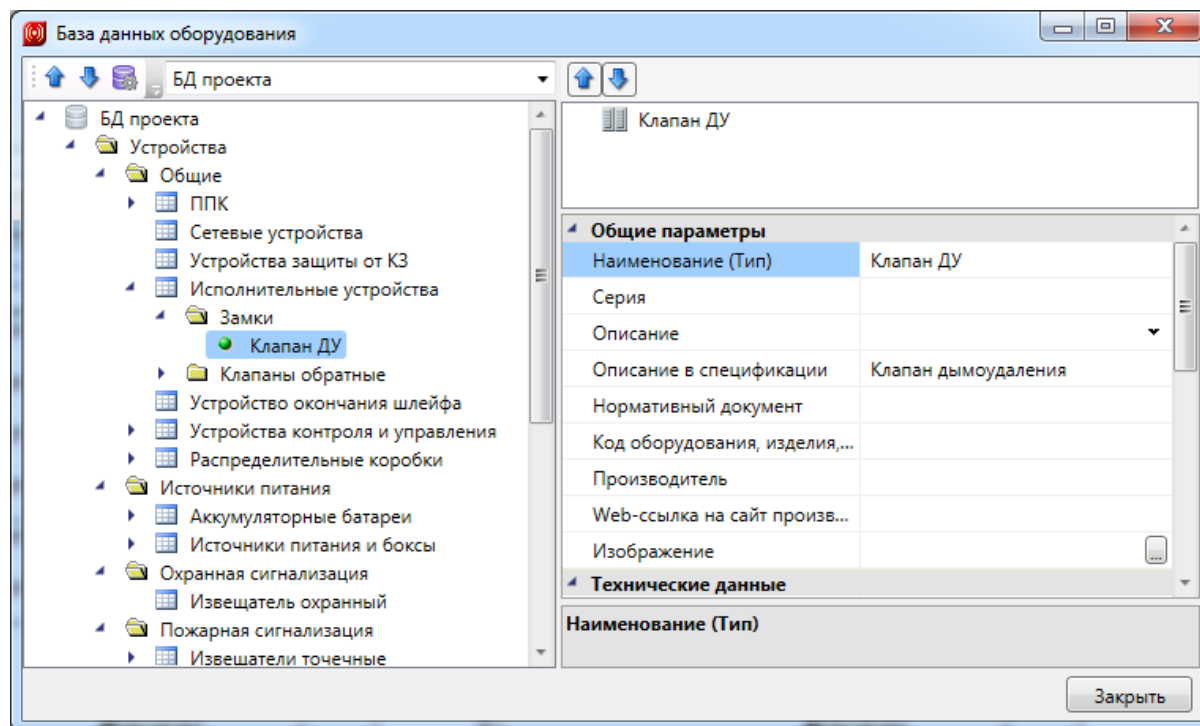 База данных оборудования
БД проекта
БД проекта
Устройства
Общие
ППК
Сетевые устройства
Устройства защиты от КЗ
Исполнительные устройства
Замки
Клапан ДУ
Клапаны обратные
Устройство окончания шлейфа
Устройства контроля и управления
Распределительные коробки
Источники питания
Аккумуляторные батареи
Источники питания и боксы
Охранная сигнализация
Извещатель охранный
Пожарная сигнализация
Извещатели точечные
Клапан ДУ
Общие параметры
Наименование (Тип) Клапан ДУ
Серия
Описание
Описание в спецификации Клапан дымоудаления
Нормативный документ
Код оборудования, изделия,...
Производитель
Web-ссылка на сайт произв...
Изображение ...
Технические данные
Наименование (Тип)
Закрыть